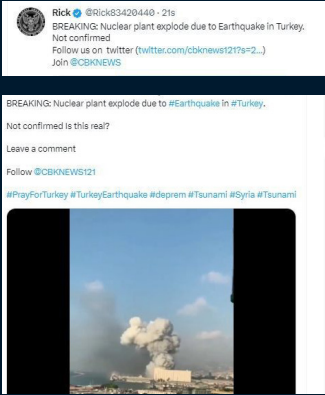 Rick @Rick83420440 · 21s
BREAKING: Nuclear plant explode due to Earthquake in Turkey.
Not confirmed
Follow us on twitter (twitter.com/cbknews121?s=2...)
Join @CBKNEWS
BREAKING: Nuclear plant explode due to #Earthquake in #Turkey.
Not confirmed Is this real?
Leave a comment
Follow @CBKNEWS121
#PrayForTurkey #TurkeyEarthquake #deprem #Tsunami #Syria #Tsunami